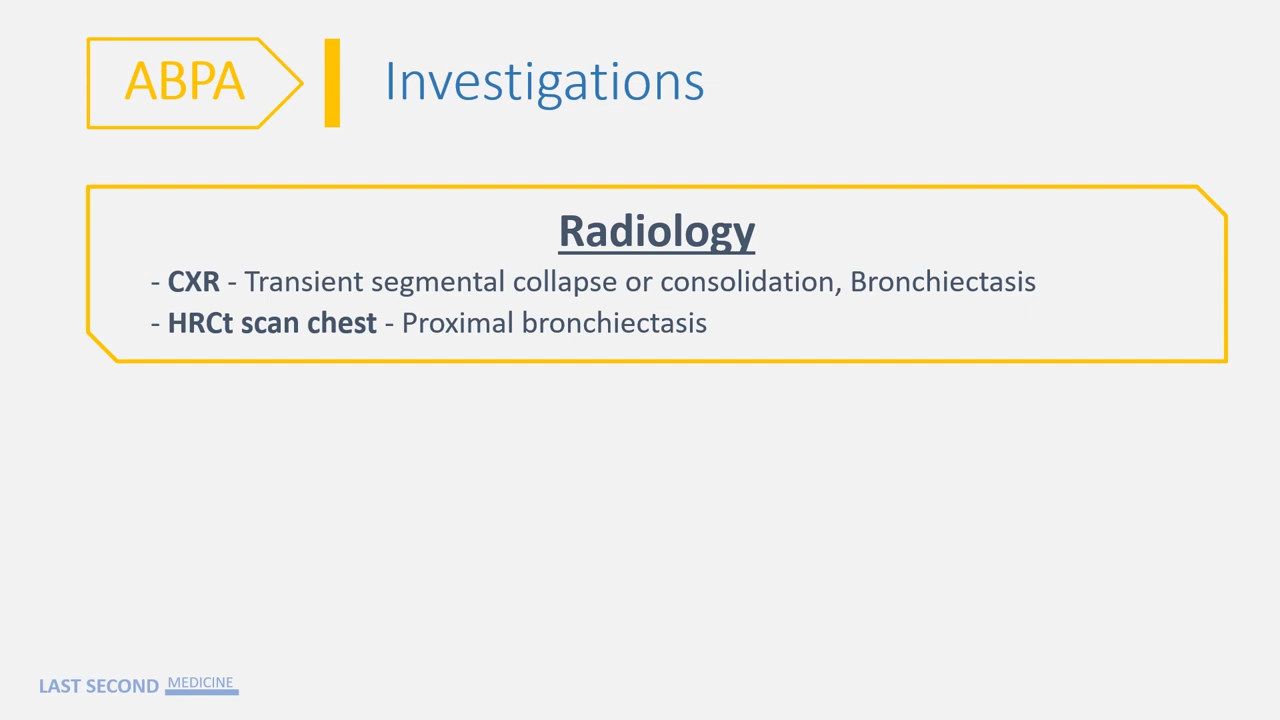 ABPA
Investigations
Radiology
- CXR - Transient segmental collapse or consolidation, Bronchiectasis
- HRCt scan chest - Proximal bronchiectasis
LAST SECOND MEDICINE